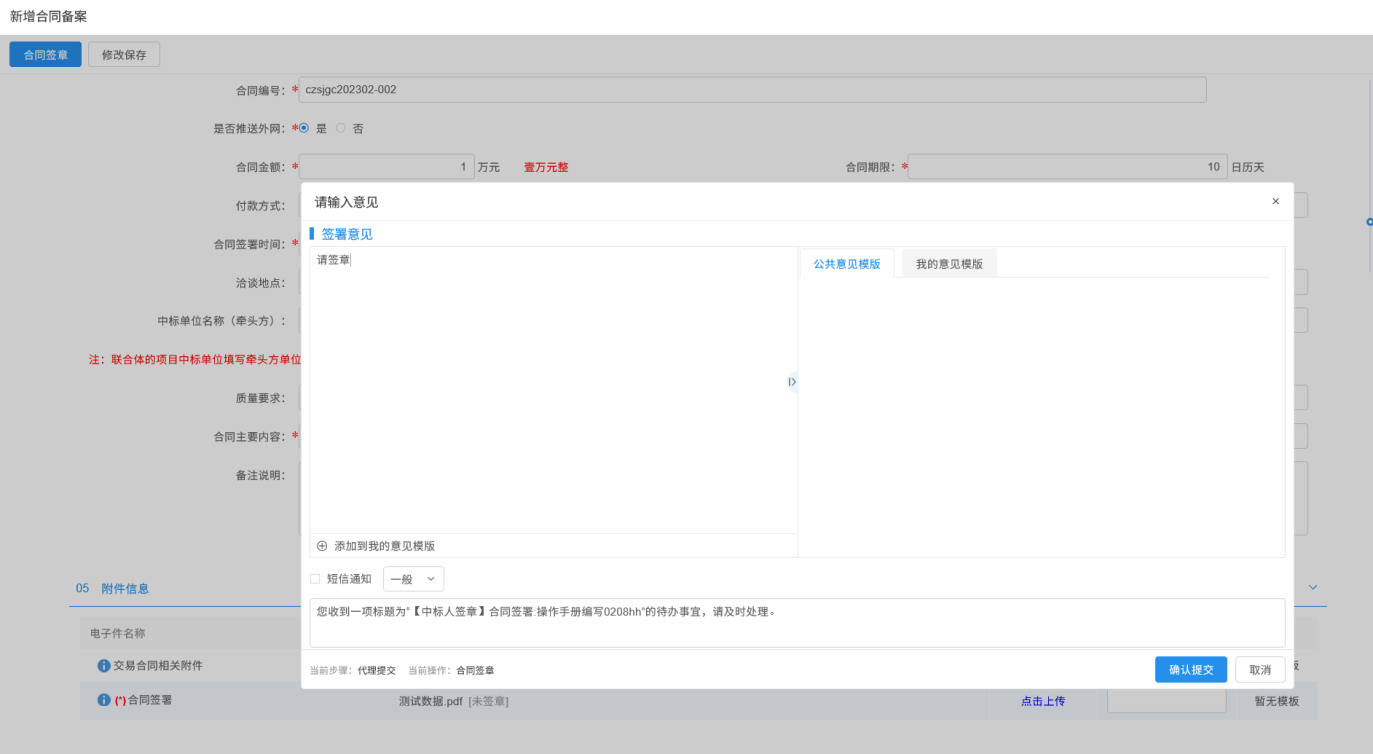 新增合同备案
合同签章 修改保存
合同编号：* czsjgc202302-002
是否推送外网：* 是 否
合同金额：* 1 万元 壹万元整 合同期限：* 10 日历天
付款方式：
合同签署时间：*
洽谈地点：
中标单位名称（牵头方）：
注：联合体的项目中标单位填写牵头方单位
质量要求：
合同主要内容：*
备注说明：
请输入意见 ×
签署意见
请签章
公共意见模版 我的意见模版
添加到我的意见模版
短信通知 一般
您收到一项标题为"【中标人签章】合同签署:操作手册编写0208hh"的待办事宜，请及时处理。
当前步骤：代理提交 当前操作：合同签章 确认提交 取消
05 附件信息
电子件名称
交易合同相关附件
(*)合同签署 测试数据.pdf [未签章] 点击上传 暂无模板